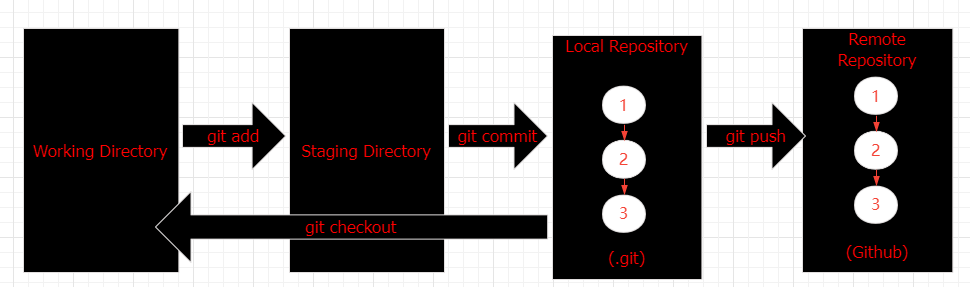 Working Directory
git add
Staging Directory
git commit
git checkout
Local Repository
1
2
3
(.git)
git push
Remote
Repository
1
2
3
(Github)